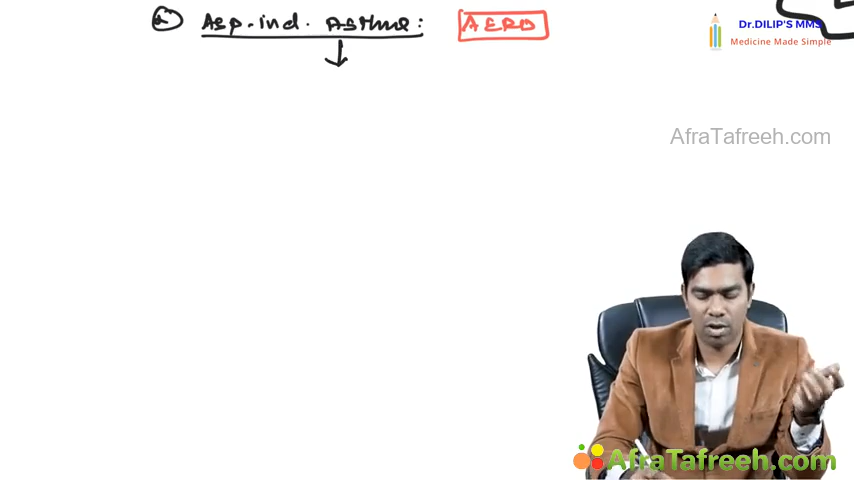 Asp. ind. Asthma: AERD
Dr.DILIP'S MMS
Medicine Made Simple
AfraTafreeh.com
AfraTafreeh.com